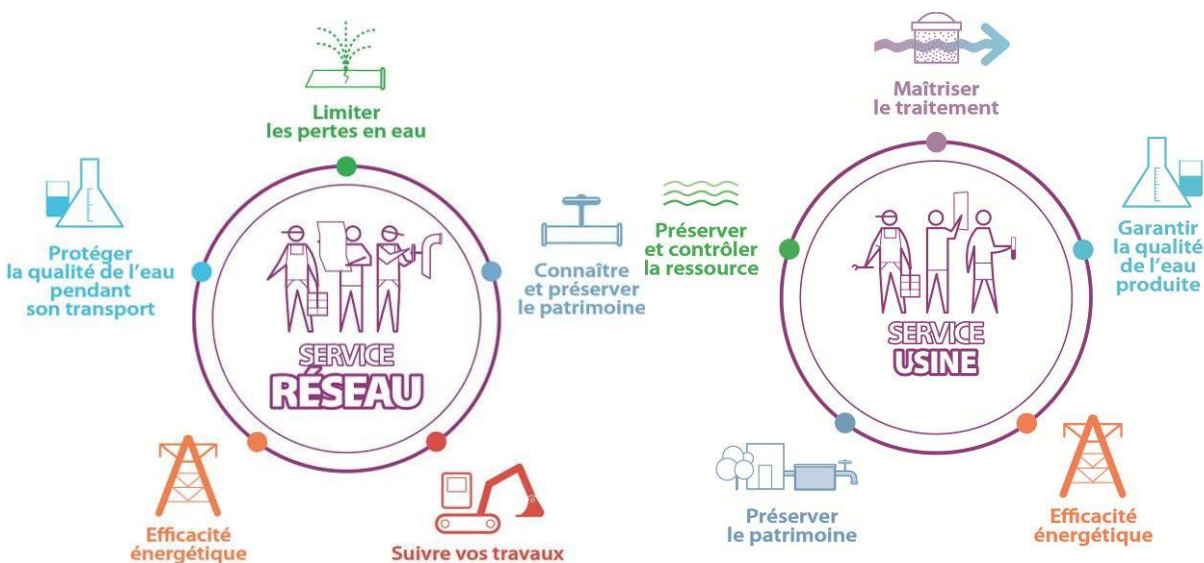 Limiter
les pertes en eau
Protéger
la qualité de l'eau
pendant
son transport
Connaître
et préserver
le patrimoine
SERVICE
RÉSEAU
Efficacité
énergétique
Suivre vos travaux
Maîtriser
le traitement
Préserver
et contrôler
la ressource
Garantir
la qualité
de l'eau
produite
SERVICE
USINE
Préserver
le patrimoine
Efficacité
énergétique